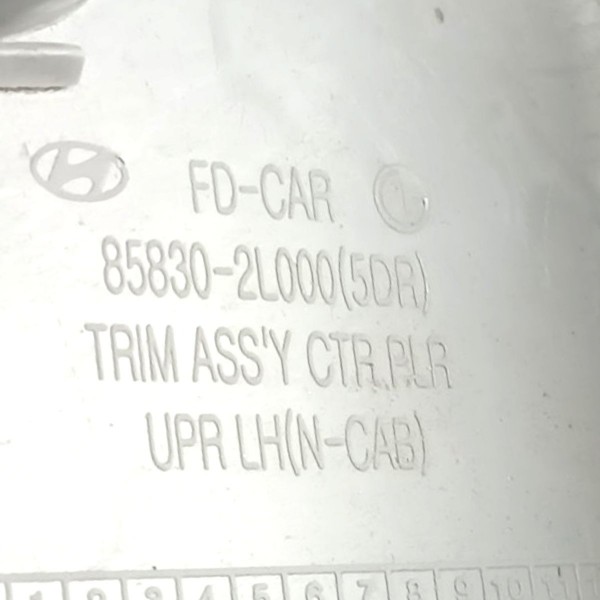 FD-CAR 1
85830-2L000(5DR)
TRIM ASS'Y CTR.PLR
UPR LH(N-CAB)
1 2 3 4 5 6 7 8 9 10 11